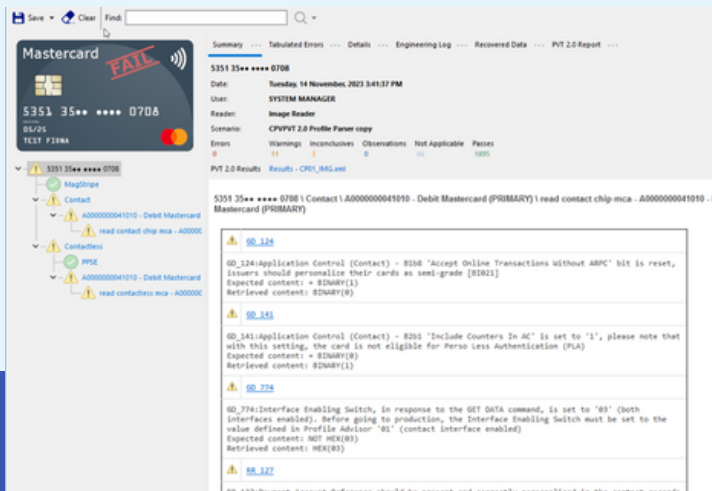 Save Clear Find:
Mastercard
FAIL
5351 35•• •••• 0708
05/25
TEST FIONA
5351 35•• •••• 0708
MagStripe
Contact
A0000000041010 - Debit Mastercard
read contact chip mca - A00000
Contactless
PPSE
A0000000041010 - Debit Mastercard
read contactless mca - A000000
Summary ··· Tabulated Errors ··· Details ··· Engineering Log ··· Recovered Data ··· PVT 2.0 Report ···
5351 35•• •••• 0708
Date: Tuesday, 14 November, 2023 3:41:37 PM
User: SYSTEM MANAGER
Reader: Image Reader
Scenario: CPVPVT 2.0 Profile Parser copy
Errors Warnings Inconclusives Observations Not Applicable Passes
0 11 3 0 66 1895
PVT 2.0 Results Results - CP01_IMG.xml
5351 35•• •••• 0708 \ Contact \ A0000000041010 - Debit Mastercard (PRIMARY) \ read contact chip mca - A0000000041010 -
Mastercard (PRIMARY)
GD_124
GD_124:Application Control (Contact) - B1b8 'Accept Online Transactions Without ARPC' bit is reset,
issuers should personalize their cards as semi-grade [BI021]
Expected content: = BINARY(1)
Retrieved content: BINARY(0)
GD_141
GD_141:Application Control (Contact) - B2b1 'Include Counters In AC' is set to '1', please note that
with this setting, the card is not eligible for Perso Less Authentication (PLA)
Expected content: = BINARY(0)
Retrieved content: BINARY(1)
GD_774
GD_774:Interface Enabling Switch, in response to the GET DATA command, is set to '03' (both
interfaces enabled). Before going to production, the Interface Enabling Switch must be set to the
value defined in Profile Advisor '01' (contact interface enabled)
Expected content: NOT HEX(03)
Retrieved content: HEX(03)
RR_127